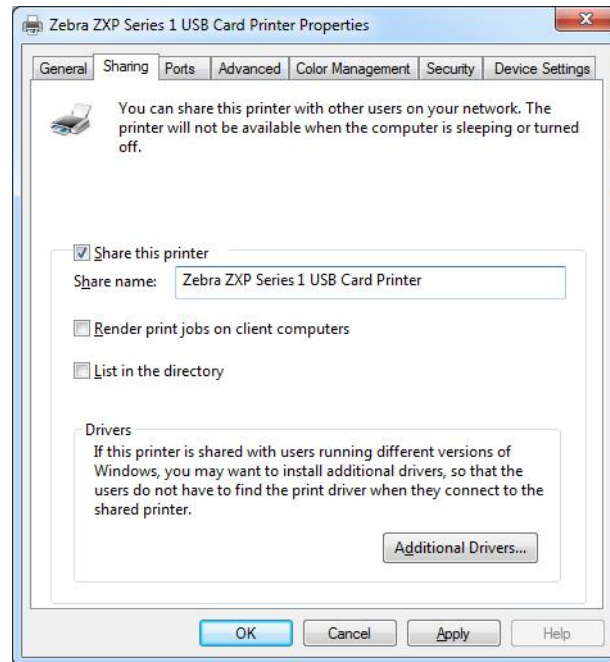 Zebra ZXP Series 1 USB Card Printer Properties
General Sharing Ports Advanced Color Management Security Device Settings
You can share this printer with other users on your network. The
printer will not be available when the computer is sleeping or turned
off.
Share this printer
Share name: Zebra ZXP Series 1 USB Card Printer
Render print jobs on client computers
List in the directory
Drivers
If this printer is shared with users running different versions of
Windows, you may want to install additional drivers, so that the
users do not have to find the print driver when they connect to the
shared printer.
Additional Drivers...
OK Cancel Apply Help